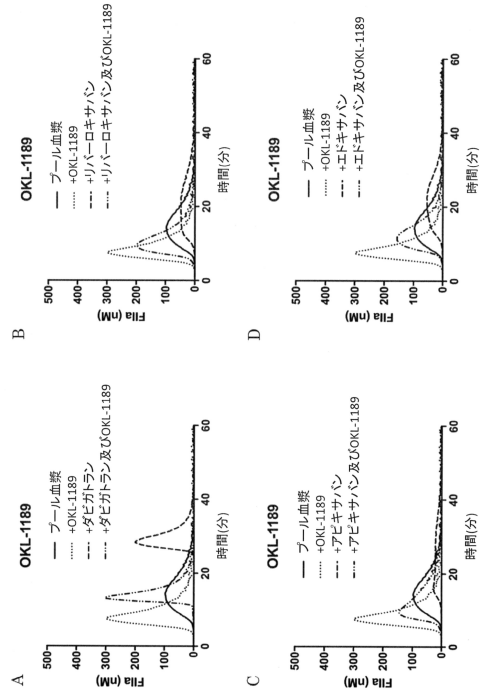 A
OKL-1189
FIIa (nM)
500
400
300
200
100
0
プール血漿
+OKL-1189
+ダビガトラン
+ダビガトラン及びOKL-1189
0
20
40
60
時間(分)
B
OKL-1189
FIIa (nM)
500
400
300
200
100
0
プール血漿
+OKL-1189
+リバーロキサバン
+リバーロキサバン及びOKL-1189
0
20
40
60
時間(分)
C
OKL-1189
FIIa (nM)
500
400
300
200
100
0
プール血漿
+OKL-1189
+アピキサバン
+アピキサバン及びOKL-1189
0
20
40
60
時間(分)
D
OKL-1189
FIIa (nM)
500
400
300
200
100
0
プール血漿
+OKL-1189
+エドキサバン
+エドキサバン及びOKL-1189
0
20
40
60
時間(分)